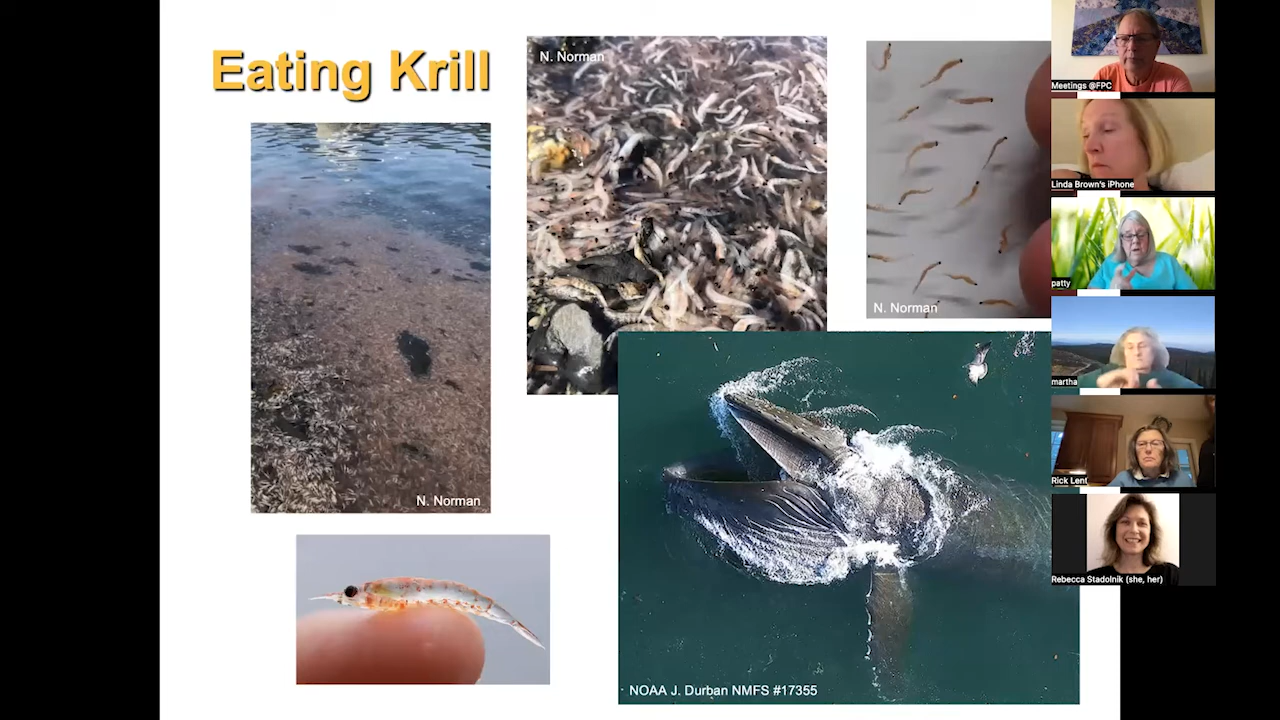 Eating Krill
N. Norman
N. Norman
N. Norman
NOAA J. Durban NMFS #17355
Meetings @FPC
Linda Brown's iPhone
patty
martha
Rick Lent
Rebecca Stadolnik (she, her)